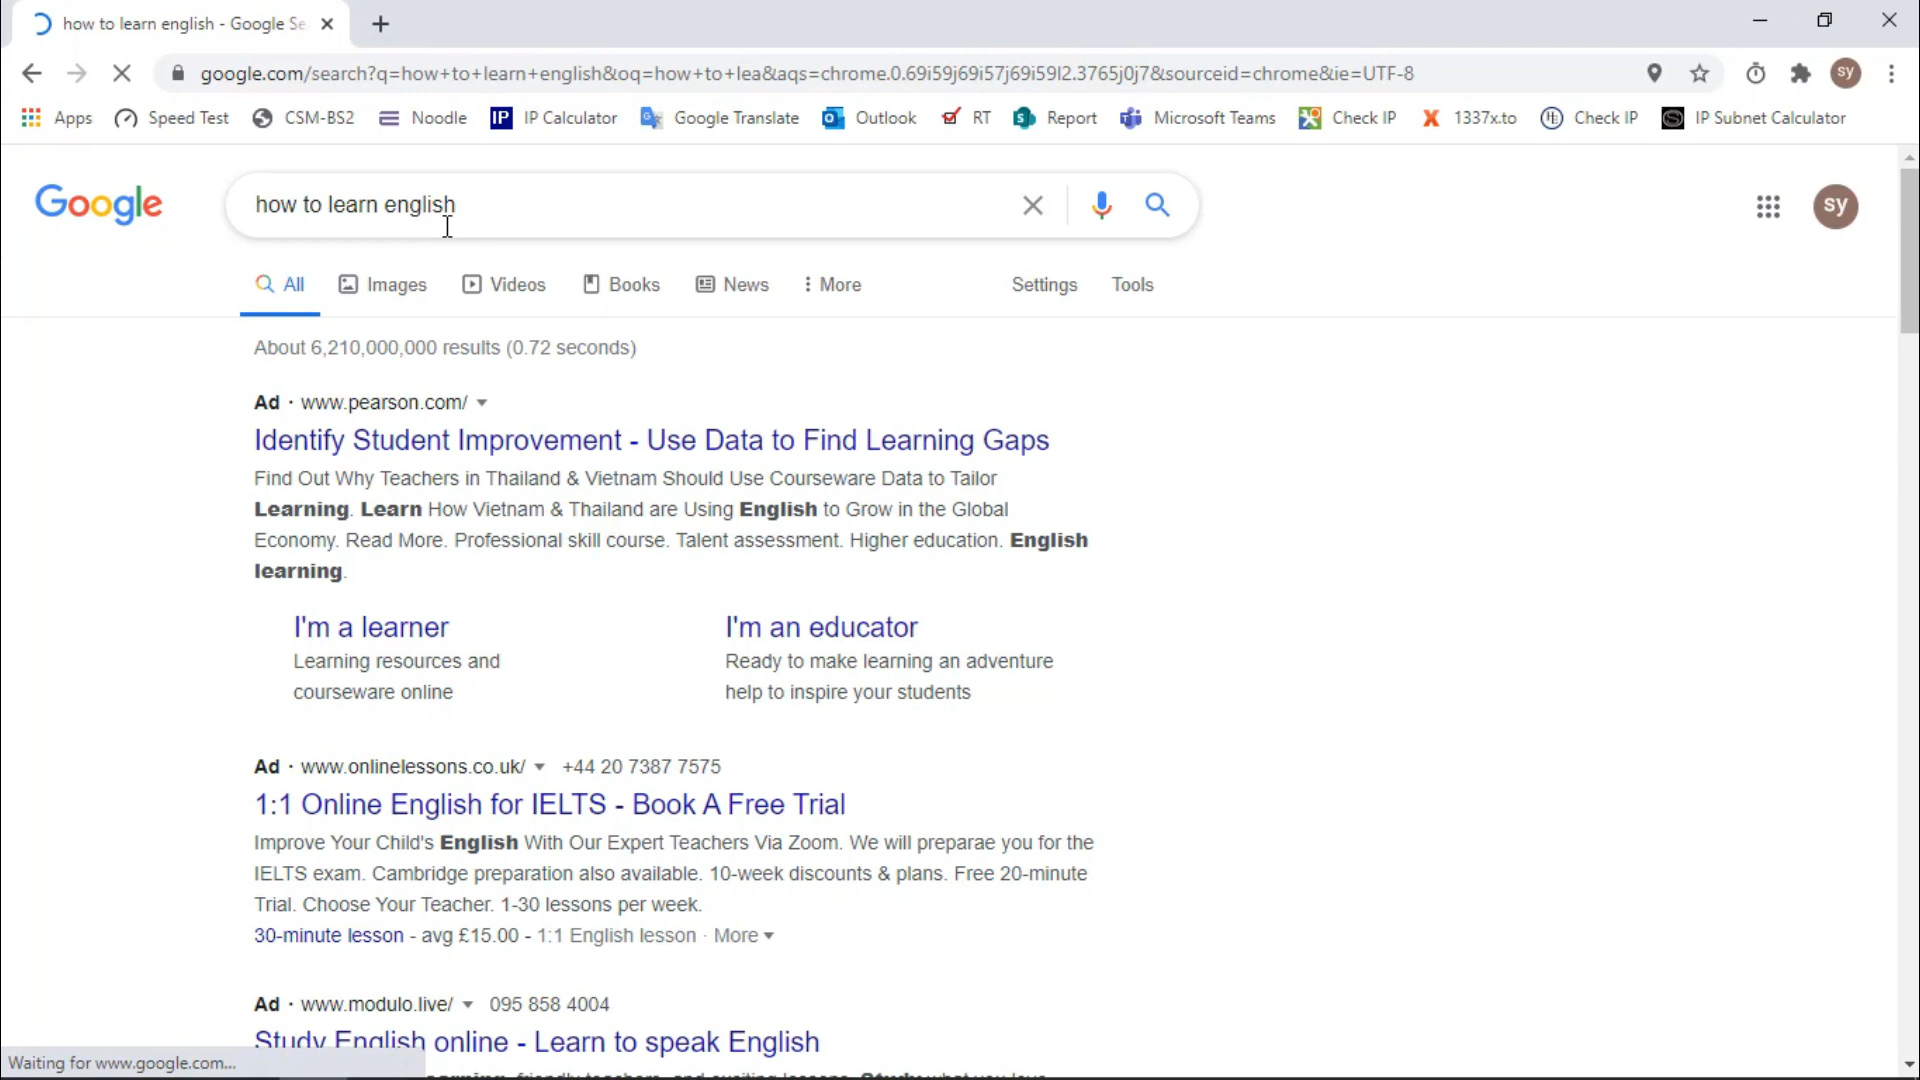 how to learn english - Google Se
google.com/search?q=how+to+learn+english&oq=how+to+lea&aqs=chrome.0.69i59j69i57j69i59l2.3765j0j7&sourceid=chrome&ie=UTF-8
sy
Apps Speed Test CSM-BS2 Noodle IP IP Calculator Google Translate Outlook RT Report Microsoft Teams Check IP 1337x.to Check IP IP Subnet Calculator
Google how to learn english sy
All Images Videos Books News More Settings Tools
About 6,210,000,000 results (0.72 seconds)
Ad · www.pearson.com/
Identify Student Improvement - Use Data to Find Learning Gaps
Find Out Why Teachers in Thailand & Vietnam Should Use Courseware Data to Tailor
Learning. Learn How Vietnam & Thailand are Using English to Grow in the Global
Economy. Read More. Professional skill course. Talent assessment. Higher education. English
learning.
I'm a learner
Learning resources and
courseware online
I'm an educator
Ready to make learning an adventure
help to inspire your students
Ad · www.onlinelessons.co.uk/ +44 20 7387 7575
1:1 Online English for IELTS - Book A Free Trial
Improve Your Child's English With Our Expert Teachers Via Zoom. We will preparae you for the
IELTS exam. Cambridge preparation also available. 10-week discounts & plans. Free 20-minute
Trial. Choose Your Teacher. 1-30 lessons per week.
30-minute lesson - avg £15.00 - 1:1 English lesson · More
Ad · www.modulo.live/ 095 858 4004
Study English online - Learn to speak English
Waiting for www.google.com...